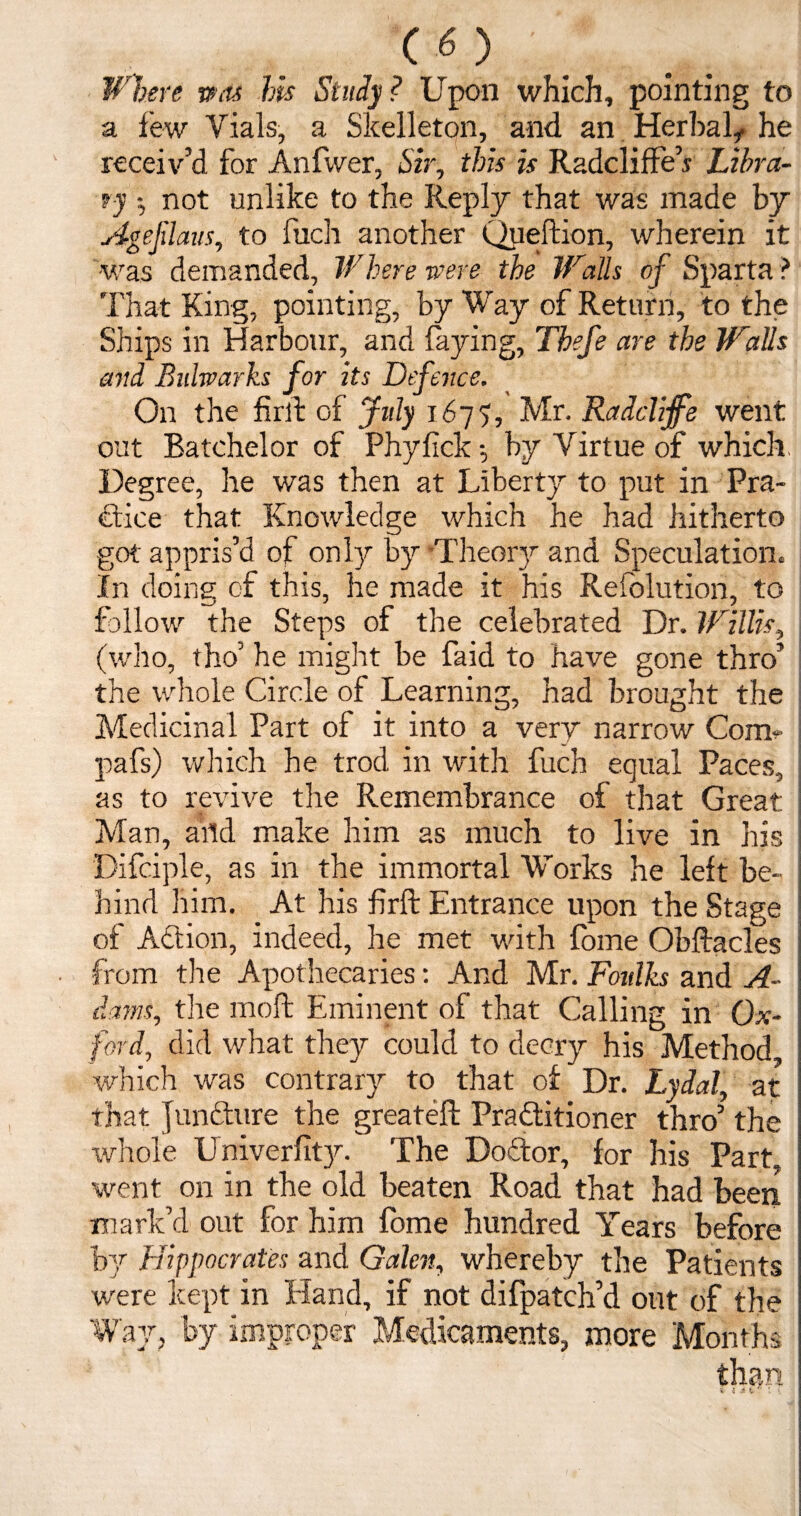 ( 6 )
Where was his Study? Upon which, pointing to
a few Vials, a Skelleton, and an Herbal, he
receiv'd for Anſwer, Sir, this is Radcliffe's Libra-
ry; not unlike to the Reply that was made by
Ageſilaus, to ſuch another Queſtion, wherein it
was demanded, Where were the Walls of Sparta?
That King, pointing, by Way of Return, to the
Ships in Harbour, and ſaying, Theſe are the Walls
and Bulwarks for its Defence.
On the firſt of July 1675, Mr. Radcliffe went
out Batchelor of Phyſick; by Virtue of which
Degree, he was then at Liberty to put in Pra-
ctice that Knowledge which he had hitherto
got appris'd of only by Theory and Speculation.
In doing of this, he made it his Reſolution, to
follow the Steps of the celebrated Dr. Willis,
(who, tho' he might be ſaid to have gone thro'
the whole Circle of Learning, had brought the
Medicinal Part of it into a very narrow Com-
paſs) which he trod in with ſuch equal Paces,
as to revive the Remembrance of that Great
Man, and make him as much to live in his
Diſciple, as in the immortal Works he left be-
hind him. At his firſt Entrance upon the Stage
of Action, indeed, he met with ſome Obſtacles
from the Apothecaries: And Mr. Foulks and A-
dams, the moſt Eminent of that Calling in Ox-
ford, did what they could to decry his Method,
which was contrary to that of Dr. Lydal, at
that Juncture the greateſt Practitioner thro' the
whole Univerſity. The Doctor, for his Part,
went on in the old beaten Road that had been
mark'd out for him ſome hundred Years before
by Hippocrates and Galen, whereby the Patients
were kept in Hand, if not diſpatch'd out of the
Way, by improper Medicaments, more Months
than